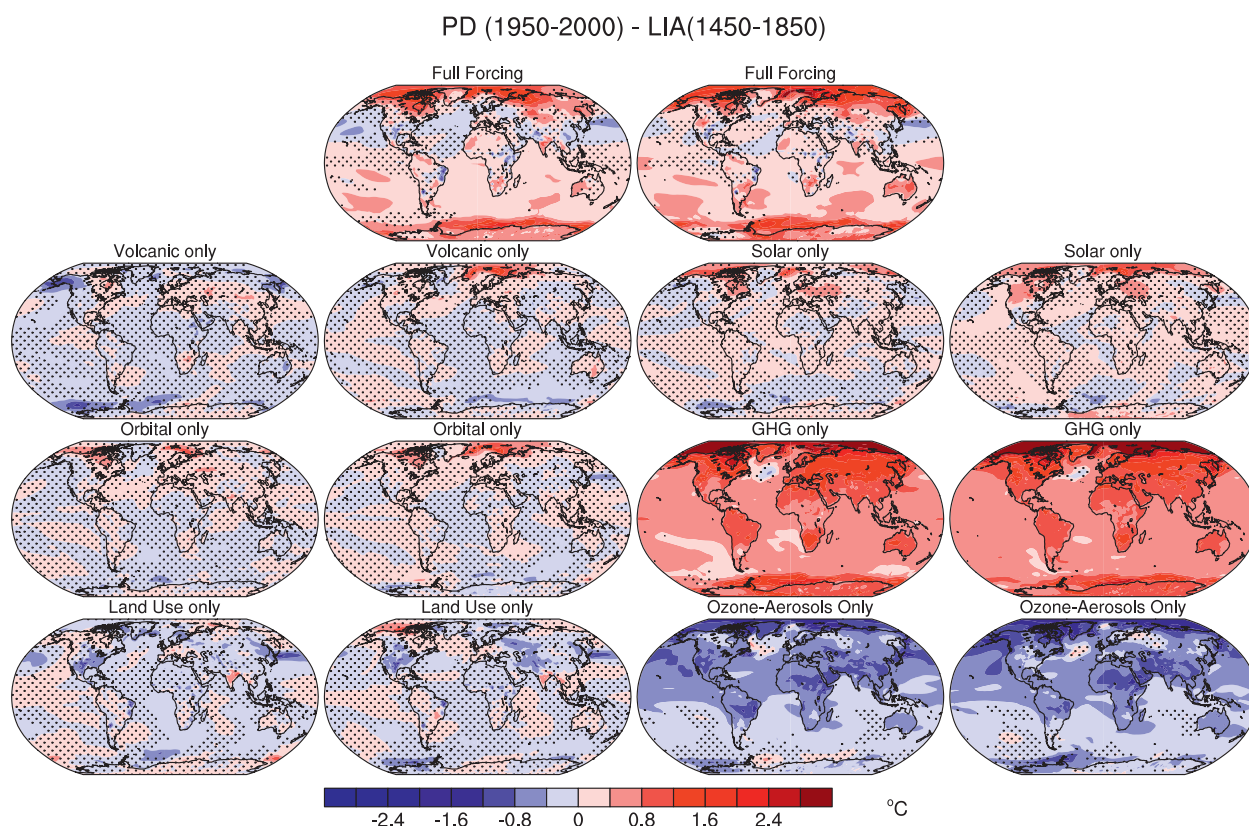 PD (1950-2000) - LIA(1450-1850)
Full Forcing Full Forcing
Volcanic only Volcanic only Solar only Solar only
Orbital only Orbital only GHG only GHG only
Land Use only Land Use only Ozone-Aerosols Only Ozone-Aerosols Only
-2.4 -1.6 -0.8 0 0.8 1.6 2.4 °C